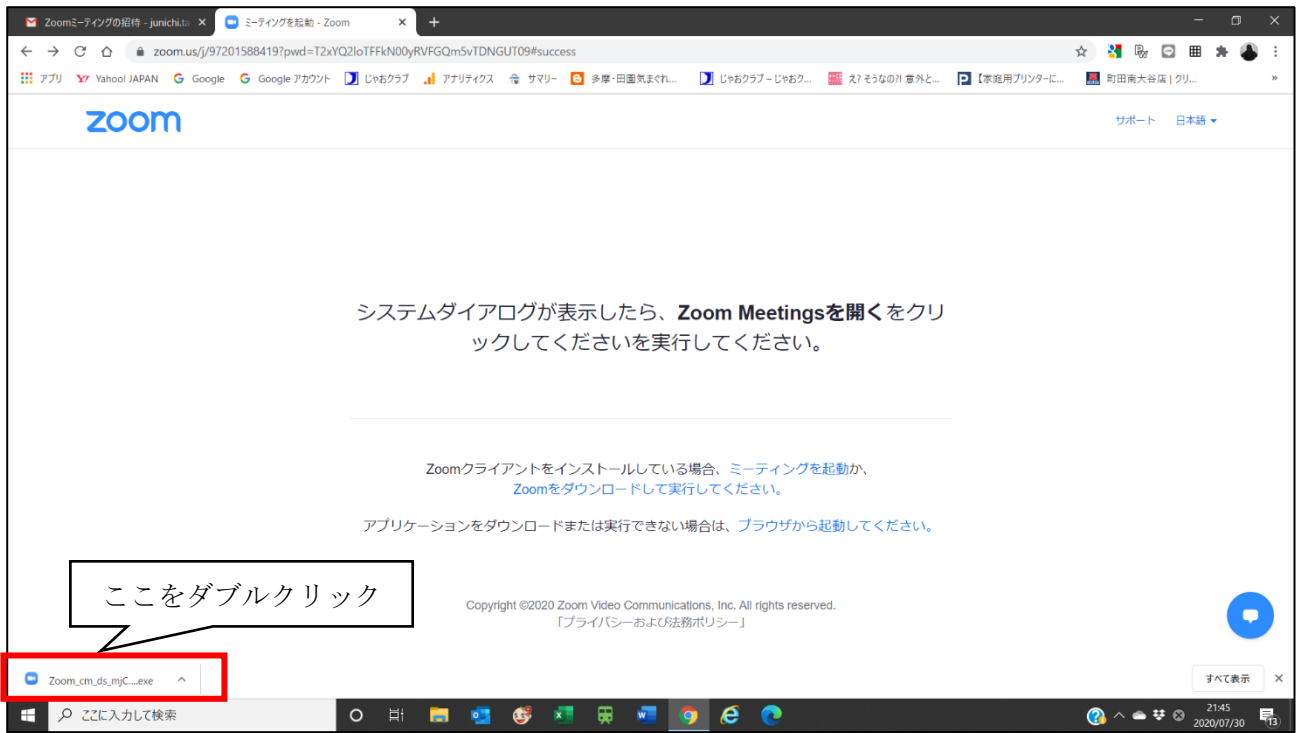 Zoomミーティングの招待 - junichi.ta
ミーティングを起動 - Zoom
zoom.us/j/97201588419?pwd=T2xYQ2loTFFkN00yRVFGQm5vTDNGUT09#success
アプリ Yahoo! JAPAN Google Google アカウント じゃおクラブ アナリティクス サマリー 多摩・田園気まぐれ... じゃおクラブ – じゃおク... え? そうなの?! 意外と... 【家庭用プリンターに... 町田南大谷店 | クリ... »
zoom
サポート 日本語
システムダイアログが表示したら、Zoom Meetingsを開くをクリ
ックしてくださいを実行してください。
Zoomクライアントをインストールしている場合、ミーティングを起動か、
Zoomをダウンロードして実行してください。
アプリケーションをダウンロードまたは実行できない場合は、ブラウザから起動してください。
ここをダブルクリック
Copyright ©2020 Zoom Video Communications, Inc. All rights reserved.
「プライバシーおよび法務ポリシー」
Zoom_cm_ds_mjC....exe
すべて表示
ここに入力して検索
21:45
2020/07/30
13